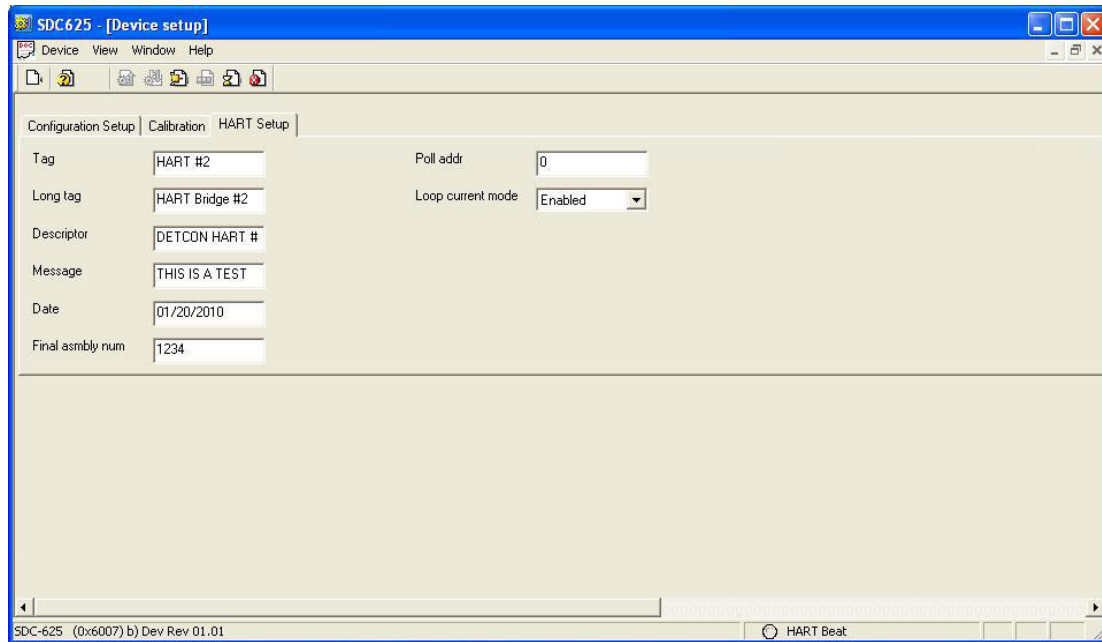 SDC625 - [Device setup]
Device View Window Help
Configuration Setup Calibration HART Setup
Tag HART #2 Poll addr 0
Long tag HART Bridge #2 Loop current mode Enabled
Descriptor DETCON HART #
Message THIS IS A TEST
Date 01/20/2010
Final asmbly num 1234
SDC-625 (0x6007) b) Dev Rev 01.01 HART Beat